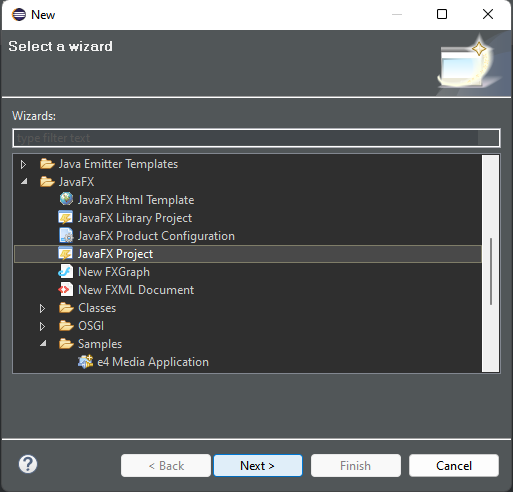 New
Select a wizard
Wizards:
type filter text
Java Emitter Templates
JavaFX
JavaFX Html Template
JavaFX Library Project
JavaFX Product Configuration
JavaFX Project
New FXGraph
New FXML Document
Classes
OSGI
Samples
e4 Media Application
?
< Back
Next >
Finish
Cancel